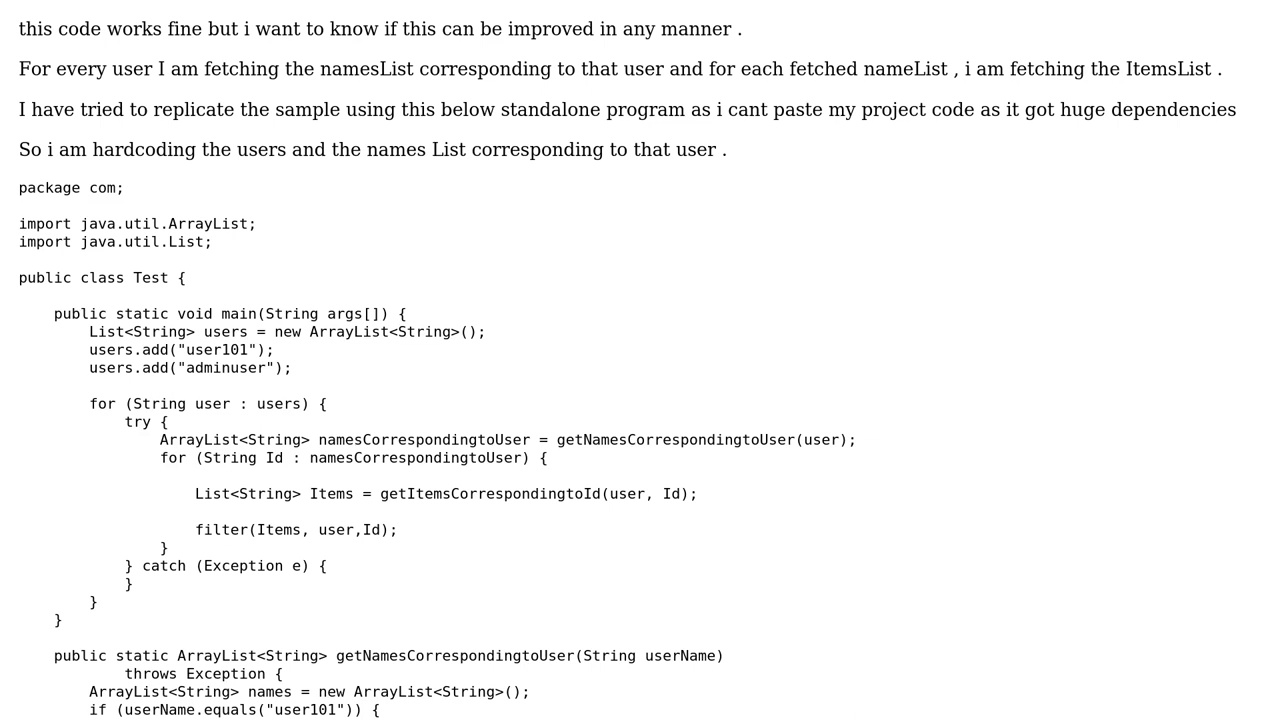 this code works fine but i want to know if this can be improved in any manner .
For every user I am fetching the namesList corresponding to that user and for each fetched nameList , i am fetching the ItemsList .
I have tried to replicate the sample using this below standalone program as i cant paste my project code as it got huge dependencies
So i am hardcoding the users and the names List corresponding to that user .
package com;
import java.util.ArrayList;
import java.util.List;
public class Test {
    public static void main(String args[]) {
        List<String> users = new ArrayList<String>();
        users.add("user101");
        users.add("adminuser");
        for (String user : users) {
            try {
                ArrayList<String> namesCorrespondingtoUser = getNamesCorrespondingtoUser(user);
                for (String Id : namesCorrespondingtoUser) {
                    List<String> Items = getItemsCorrespondingtoId(user, Id);
                    filter(Items, user,Id);
                }
            } catch (Exception e) {
            }
        }
    }
    public static ArrayList<String> getNamesCorrespondingtoUser(String userName)
            throws Exception {
        ArrayList<String> names = new ArrayList<String>();
        if (userName.equals("user101")) {